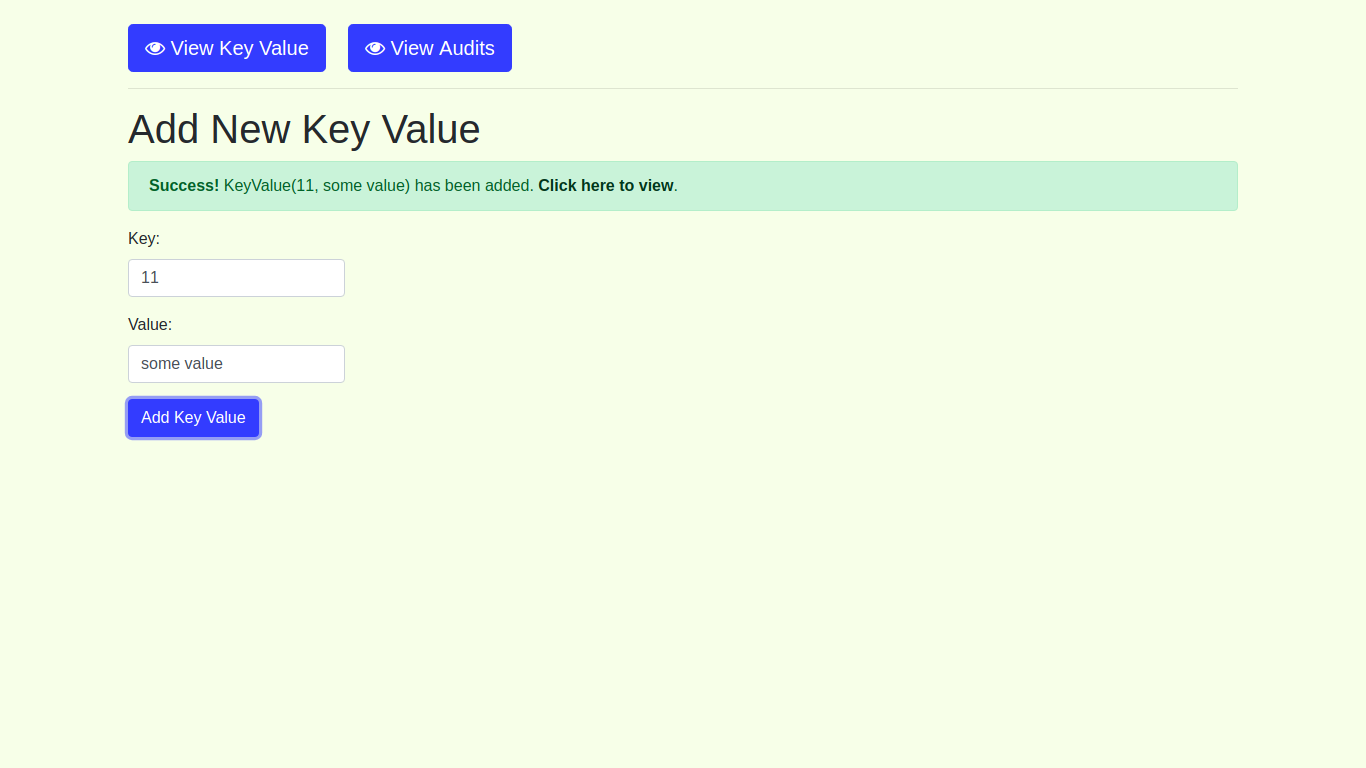 View Key Value View Audits
Add New Key Value
Success! KeyValue(11, some value) has been added. Click here to view.
Key:
11
Value:
some value
Add Key Value